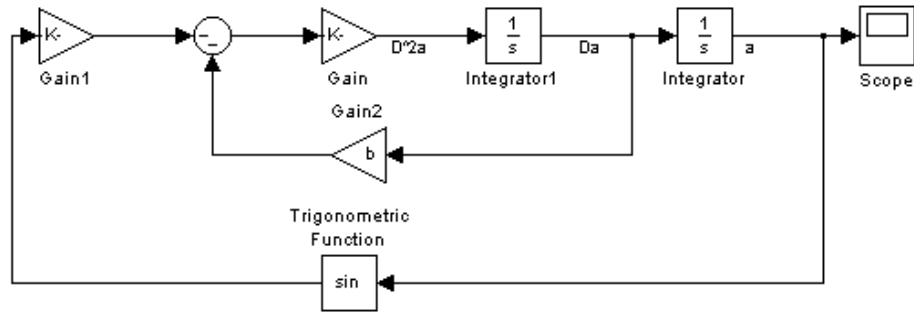 K-
Gain1
K-
Gain
D^2a
1
s
Integrator1
Da
1
s
Integrator
a
Scope
Gain2
b
Trigonometric
Function
sin